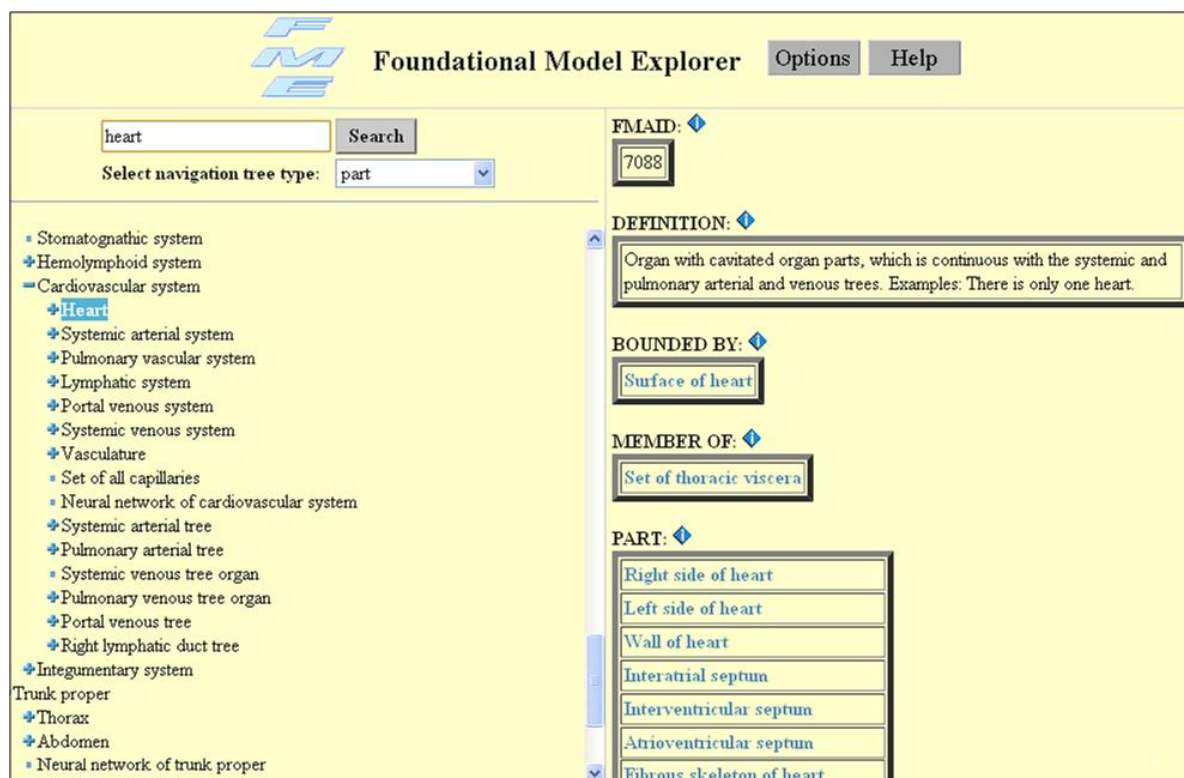 FME
Foundational Model Explorer
Options
Help
heart
Search
Select navigation tree type:
part
Stomatognathic system
Hemolymphoid system
Cardiovascular system
Heart
Systemic arterial system
Pulmonary vascular system
Lymphatic system
Portal venous system
Systemic venous system
Vasculature
Set of all capillaries
Neural network of cardiovascular system
Systemic arterial tree
Pulmonary arterial tree
Systemic venous tree organ
Pulmonary venous tree organ
Portal venous tree
Right lymphatic duct tree
Integumentary system
Trunk proper
Thorax
Abdomen
Neural network of trunk proper
FMAID:
7088
DEFINITION:
Organ with cavitated organ parts, which is continuous with the systemic and
pulmonary arterial and venous trees. Examples: There is only one heart.
BOUNDED BY:
Surface of heart
MEMBER OF:
Set of thoracic viscera
PART:
Right side of heart
Left side of heart
Wall of heart
Interatrial septum
Interventricular septum
Atrioventricular septum
Fibrous skeleton of heart